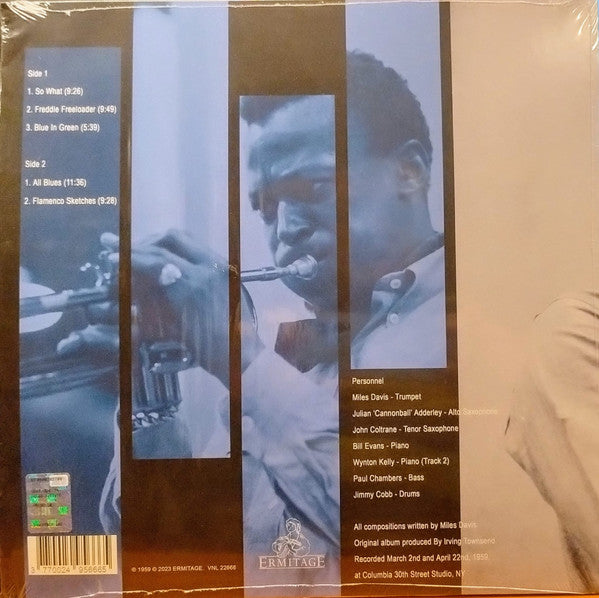 Side 1
1. So What (9:26)
2. Freddie Freeloader (9:49)
3. Blue In Green (5:39)
Side 2
1. All Blues (11:36)
2. Flamenco Sketches (9:28)
Personnel
Miles Davis - Trumpet
Julian 'Cannonball' Adderley - Alto Saxophone
John Coltrane - Tenor Saxophone
Bill Evans - Piano
Wynton Kelly - Piano (Track 2)
Paul Chambers - Bass
Jimmy Cobb - Drums
All compositions written by Miles Davis
Original album produced By Irving Townsend
Recorded March 2nd and April 22nd, 1959,
at Columbia 30th Street Studio, NY
ERMITAGE
℗ 1959 © 2023 ERMITAGE. VNL 22868
3 770024 956665